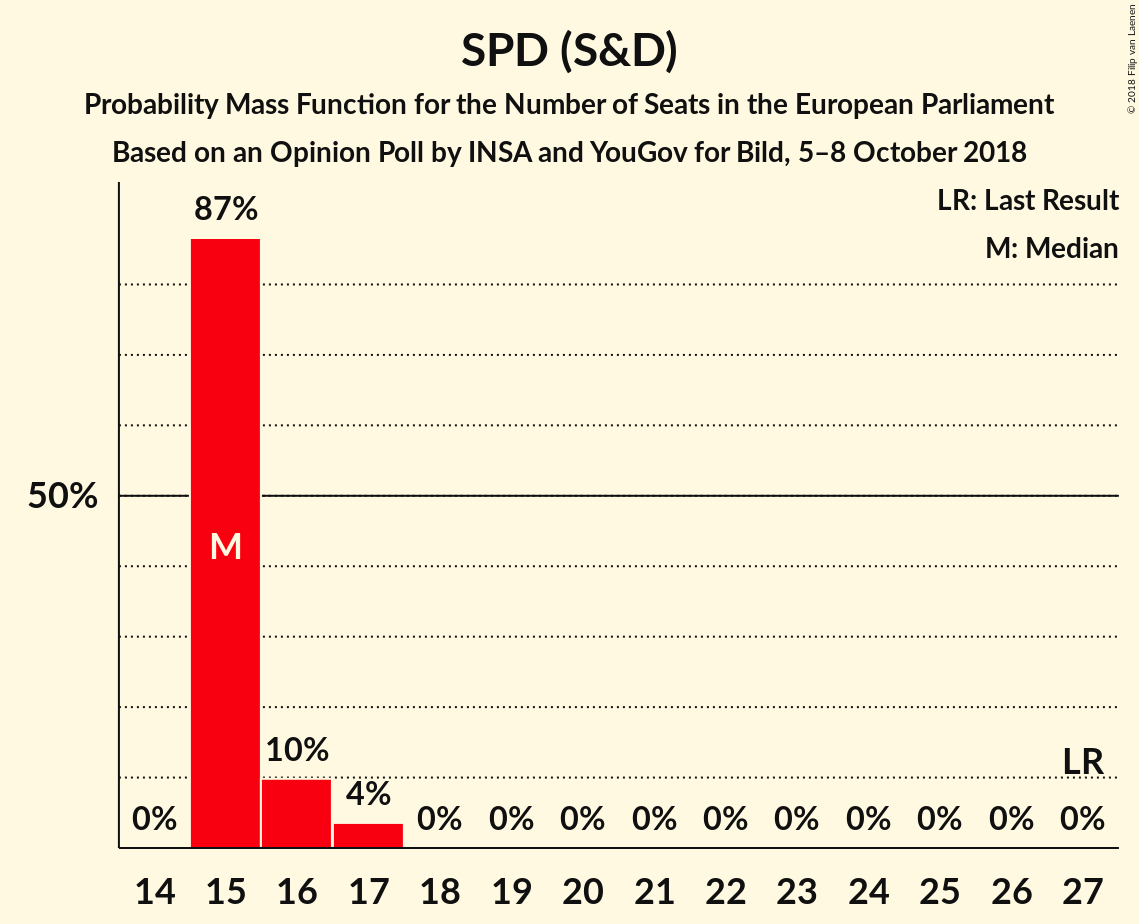 SPD (S&D)
Probability Mass Function for the Number of Seats in the European Parliament
Based on an Opinion Poll by INSA and YouGov for Bild, 5–8 October 2018
© 2018 Filip van Laenen
LR: Last Result
M: Median
87%
50%
M
10%
4%
LR
0% 0% 0% 0% 0% 0% 0% 0% 0% 0% 0%
14 15 16 17 18 19 20 21 22 23 24 25 26 27